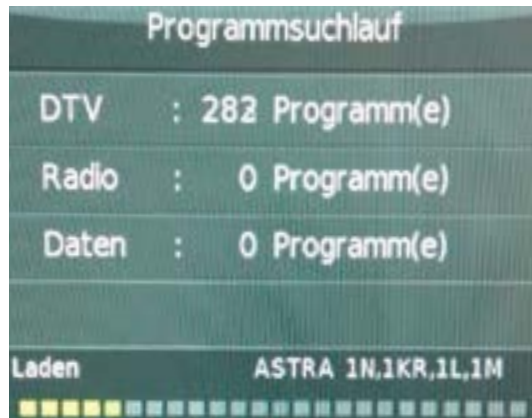 Programmsuchlauf
DTV : 282 Programm(e)
Radio : 0 Programm(e)
Daten : 0 Programm(e)
Laden ASTRA 1N,1KR,1L,1M